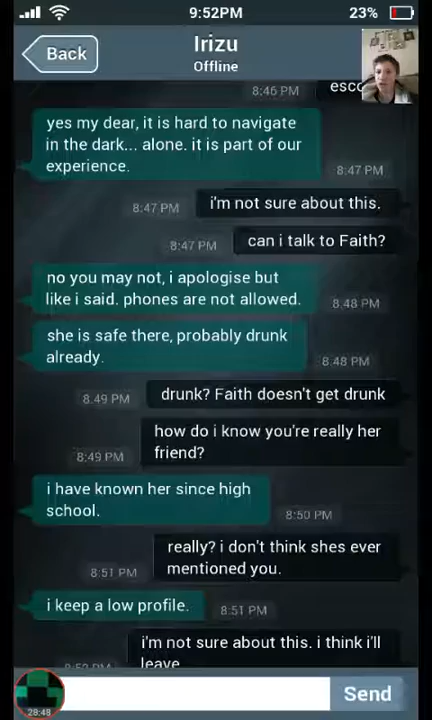 9:52PM
23%
Back
Irizu
Offline
8:46 PM
yes my dear, it is hard to navigate
in the dark... alone. it is part of our
experience.
8:47 PM
i'm not sure about this.
8:47 PM
can i talk to Faith?
8:47 PM
no you may not, i apologise but
like i said. phones are not allowed.
8.48 PM
she is safe there, probably drunk
already.
8.48 PM
drunk? Faith doesn't get drunk
8.49 PM
how do i know you're really her
friend?
8:49 PM
i have known her since high
school.
8:50 PM
really? i don't think shes ever
mentioned you.
8:51 PM
i keep a low profile.
8:51 PM
i'm not sure about this. i think i'll
leave
8:52 PM
Send
28:48